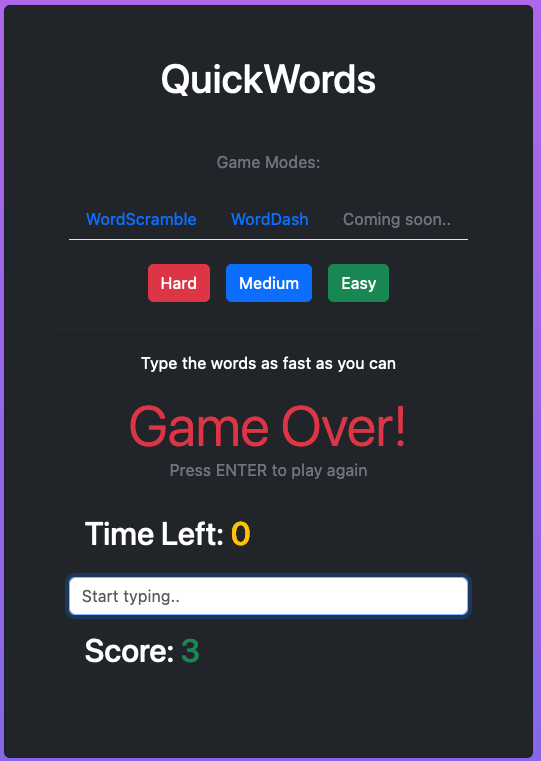 QuickWords
Game Modes:
WordScramble WordDash Coming soon..
Hard Medium Easy
Type the words as fast as you can
Game Over!
Press ENTER to play again
Time Left: 0
Start typing..
Score: 3